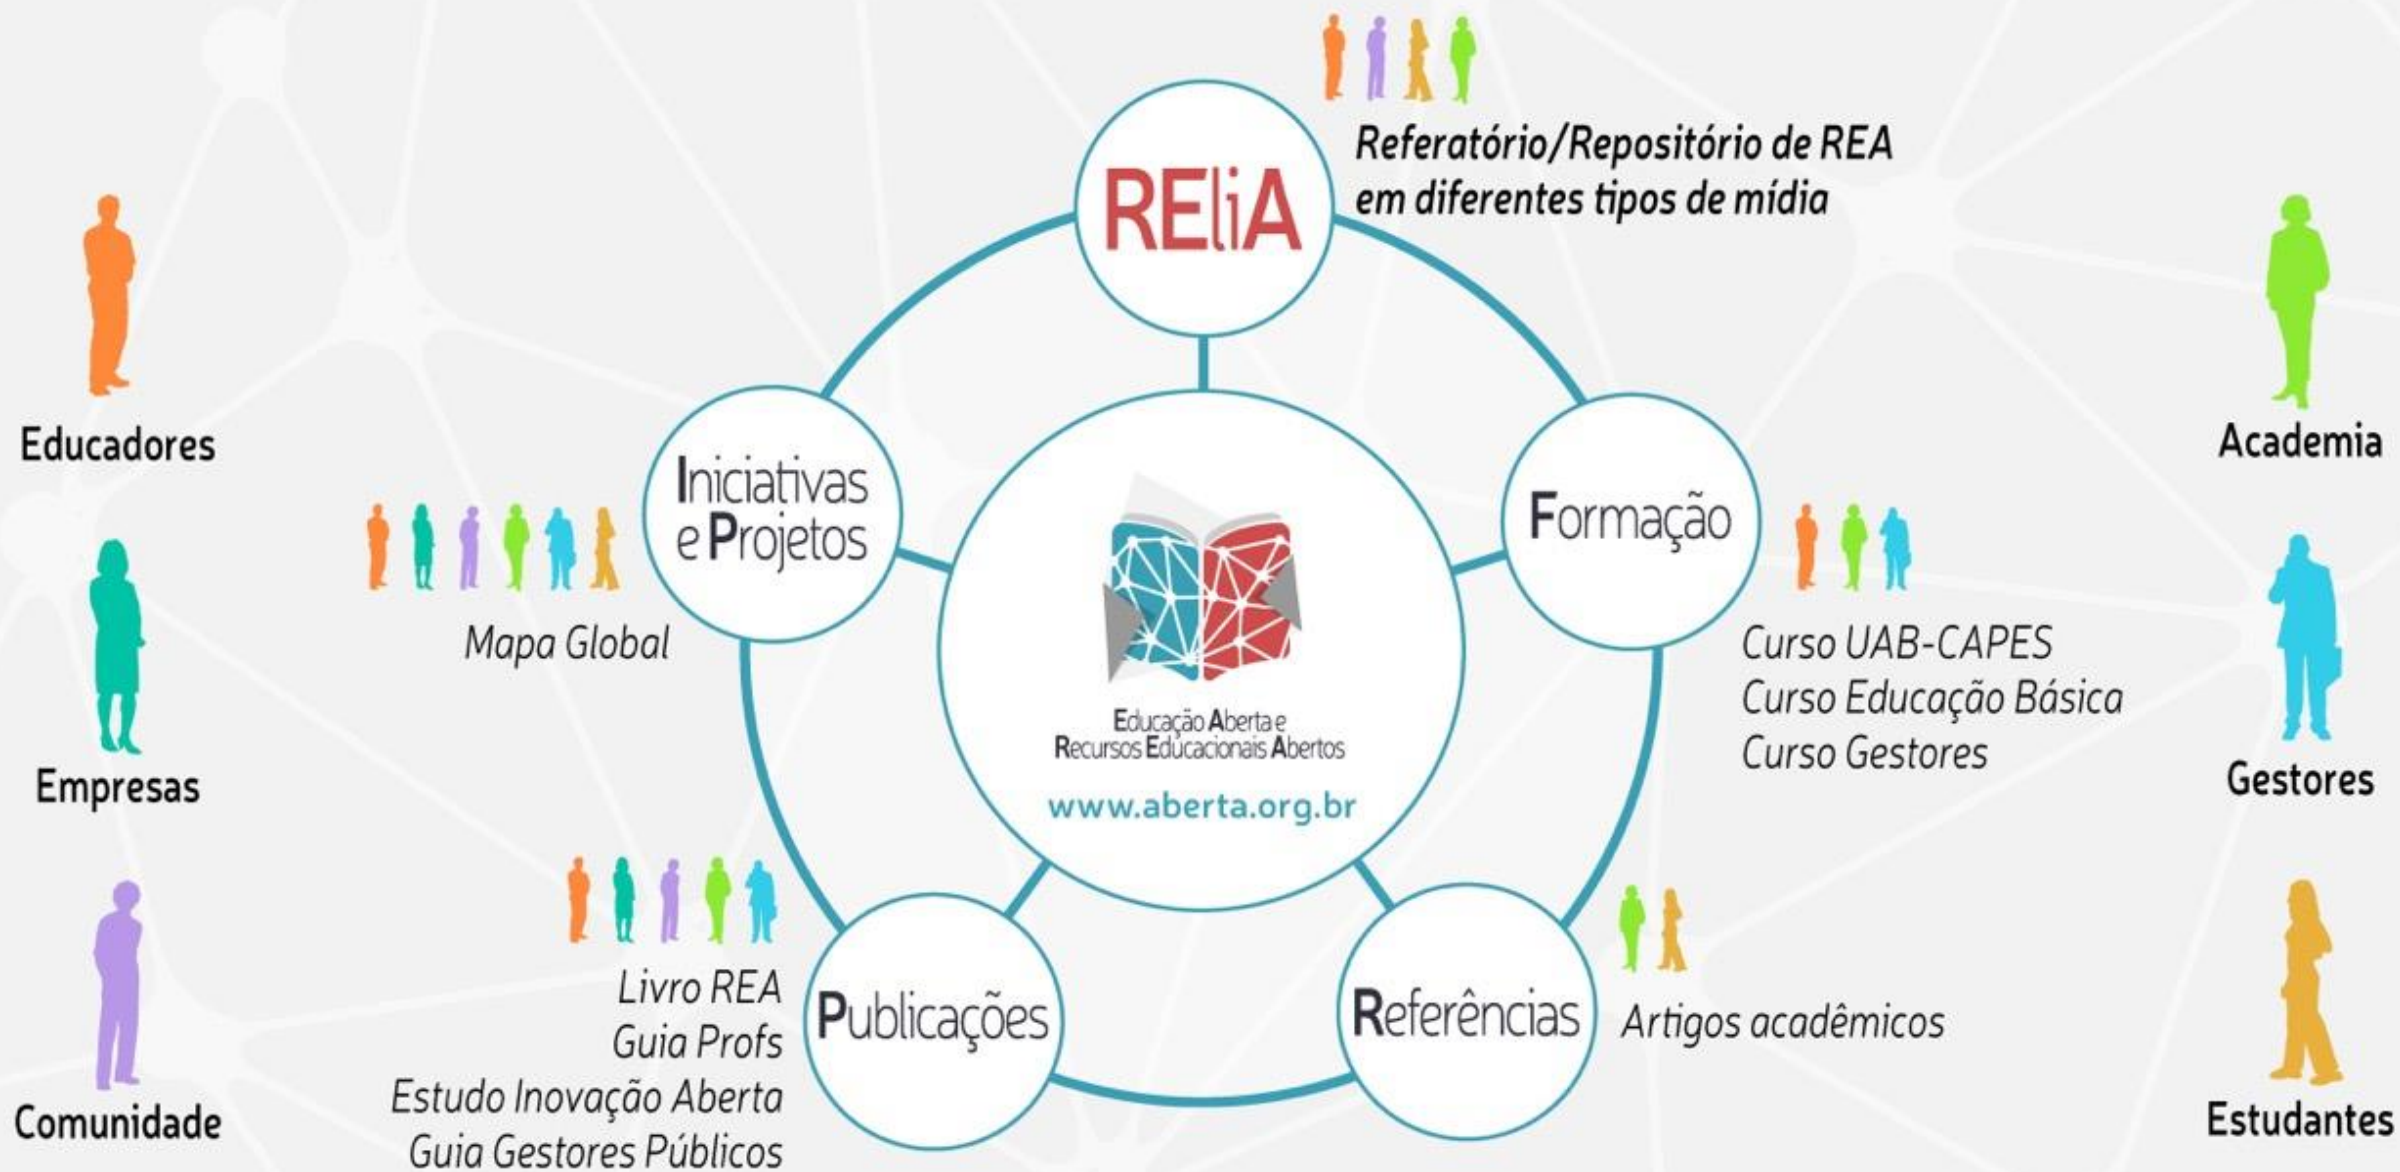 REliA
Referatório/Repositório de REA
em diferentes tipos de mídia
Educadores
Academia
Iniciativas
e Projetos
Mapa Global
Formação
Curso UAB-CAPES
Curso Educação Básica
Curso Gestores
Educação Aberta e
Recursos Educacionais Abertos
www.aberta.org.br
Empresas
Gestores
Publicações
Livro REA
Guia Profs
Estudo Inovação Aberta
Guia Gestores Públicos
Referências
Artigos acadêmicos
Comunidade
Estudantes